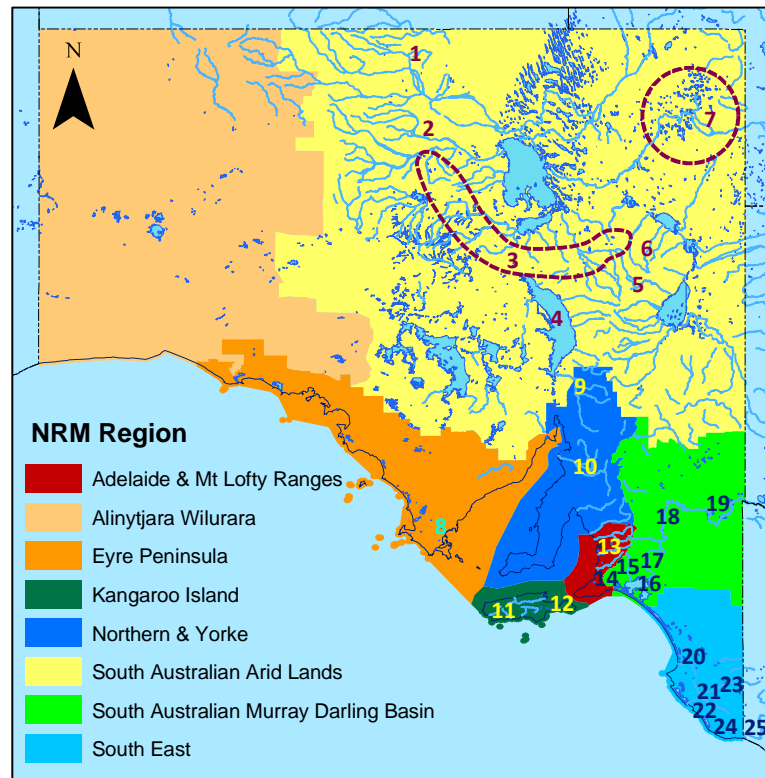 N
1
2
7
3
6
5
4
9
10
8
19
18
13
17
15
14
16
12
11
20
23
21
22
24
25
NRM Region
Adelaide & Mt Lofty Ranges
Alinytjara Wilurara
Eyre Peninsula
Kangaroo Island
Northern & Yorke
South Australian Arid Lands
South Australian Murray Darling Basin
South East